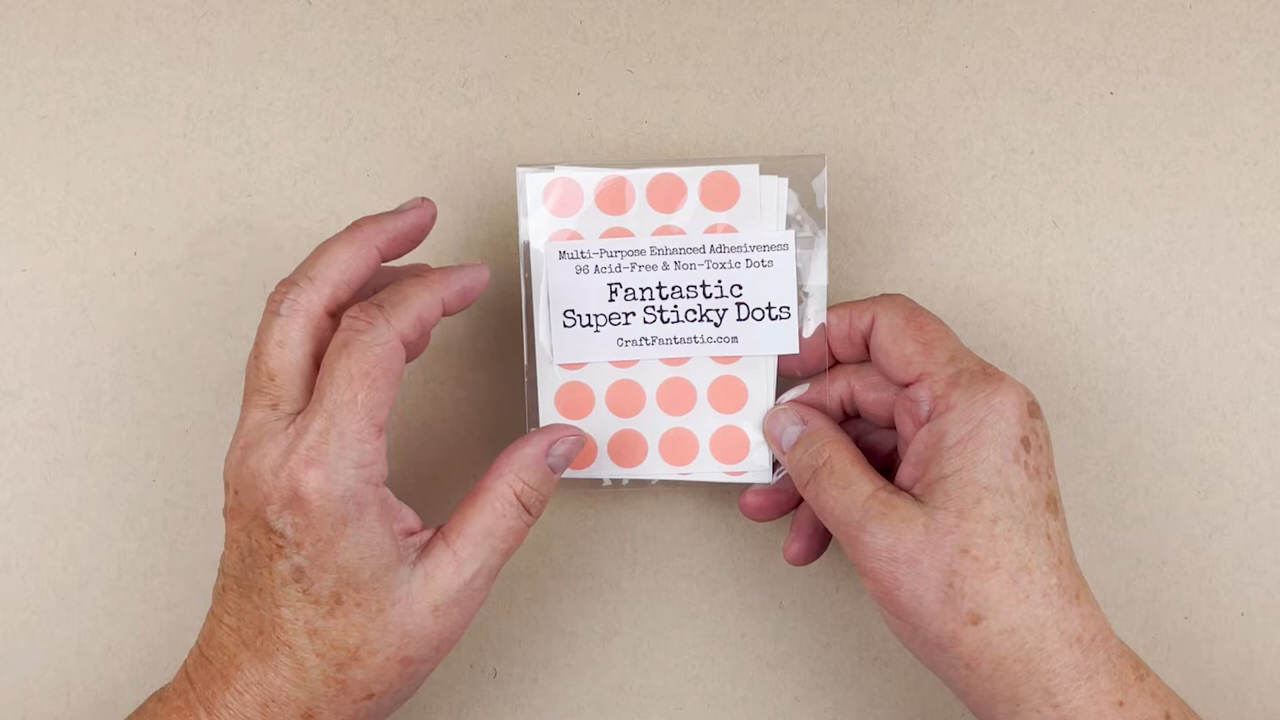 Multi-Purpose Enhanced Adhesiveness
96 Acid-Free & Non-Toxic Dots
Fantastic
Super Sticky Dots
CraftFantastic.com